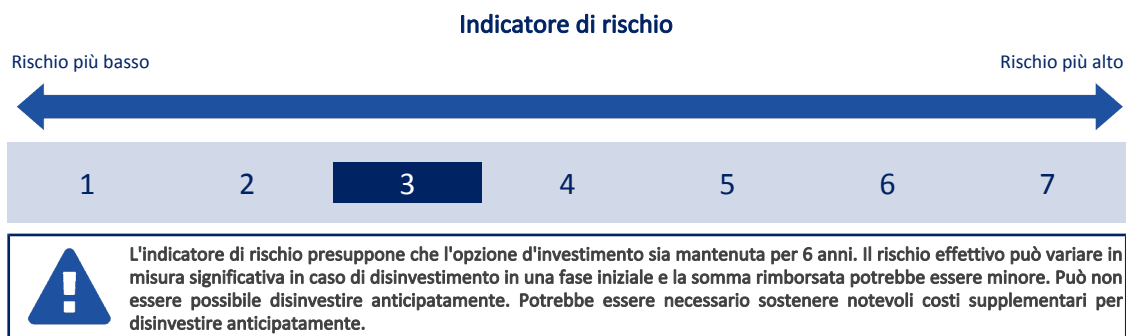 Indicatore di rischio
Rischio più basso
Rischio più alto
1 2 3 4 5 6 7
L'indicatore di rischio presuppone che l'opzione d'investimento sia mantenuta per 6 anni. Il rischio effettivo può variare in
misura significativa in caso di disinvestimento in una fase iniziale e la somma rimborsata potrebbe essere minore. Può non
essere possibile disinvestire anticipatamente. Potrebbe essere necessario sostenere notevoli costi supplementari per
disinvestire anticipatamente.